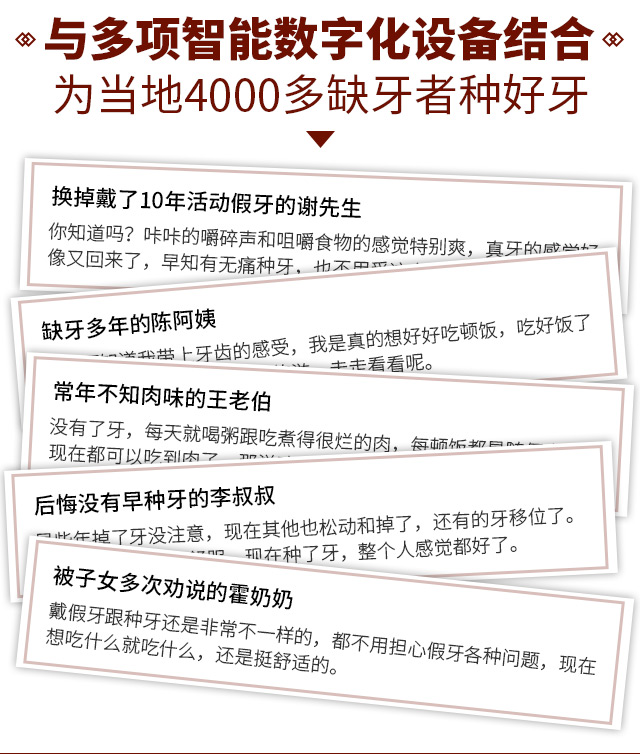 与多项智能数字化设备结合
为当地4000多缺牙者种好牙
换掉戴了10年活动假牙的谢先生
你知道吗？咔咔的嚼碎声和咀嚼食物的感觉特别爽，真牙的感觉好
像又回来了，早知有无痛种牙，也不用受这
缺牙多年的陈阿姨
知道我带上牙齿的感受，我是真的想好好吃顿饭，吃好饭了
走走看看呢。
常年不知肉味的王老伯
没有了牙，每天就喝粥跟吃煮得很烂的肉，每顿饭都是随便
现在都可以吃到肉了
后悔没有早种牙的李叔叔
早些年掉了牙没注意，现在其他也松动和掉了，还有的牙移位了。
现在种了牙，整个人感觉都好了。
被子女多次劝说的霍奶奶
戴假牙跟种牙还是非常不一样的，都不用担心假牙各种问题，现在
想吃什么就吃什么，还是挺舒适的。